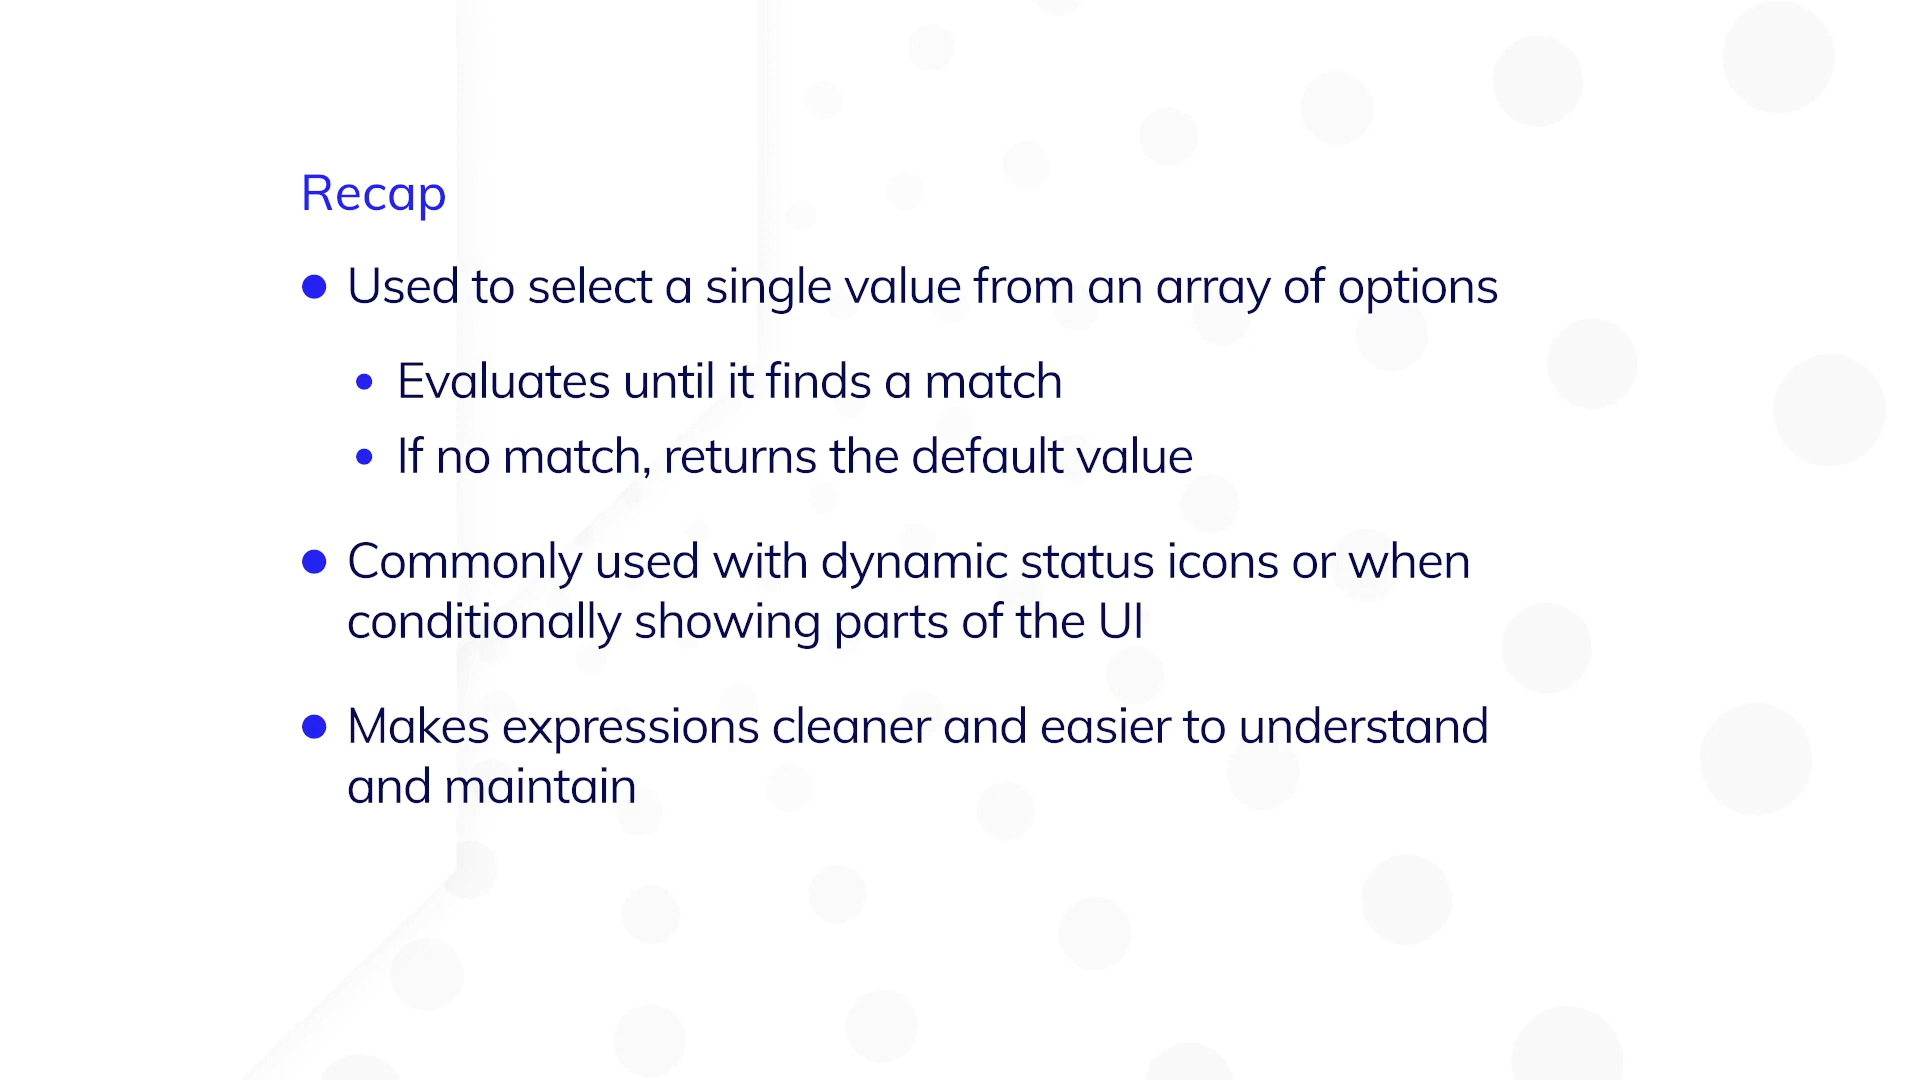 Recap
Used to select a single value from an array of options
Evaluates until it finds a match
If no match, returns the default value
Commonly used with dynamic status icons or when
conditionally showing parts of the UI
Makes expressions cleaner and easier to understand
and maintain